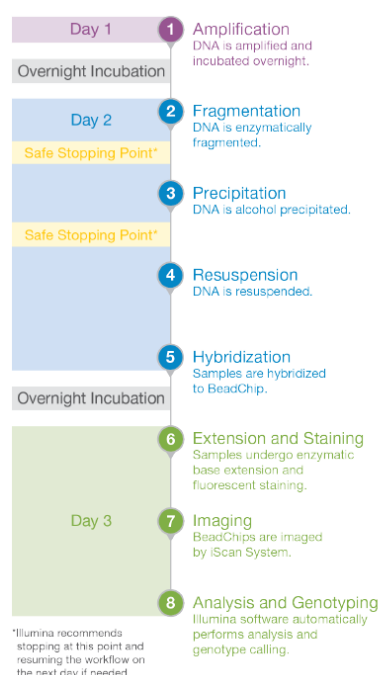 Day 1
1
Amplification
DNA is amplified and
incubated overnight.
Overnight Incubation
Day 2
2
Fragmentation
DNA is enzymatically
fragmented.
Safe Stopping Point*
3
Precipitation
DNA is alcohol precipitated.
Safe Stopping Point*
4
Resuspension
DNA is resuspended.
5
Hybridization
Samples are hybridized
to BeadChip.
Overnight Incubation
6
Extension and Staining
Samples undergo enzymatic
base extension and
fluorescent staining.
Day 3
7
Imaging
BeadChips are imaged
by iScan System.
8
Analysis and Genotyping
Illumina software automatically
performs analysis and
genotype calling.
*Illumina recommends
stopping at this point and
resuming the workflow on
the next day if needed